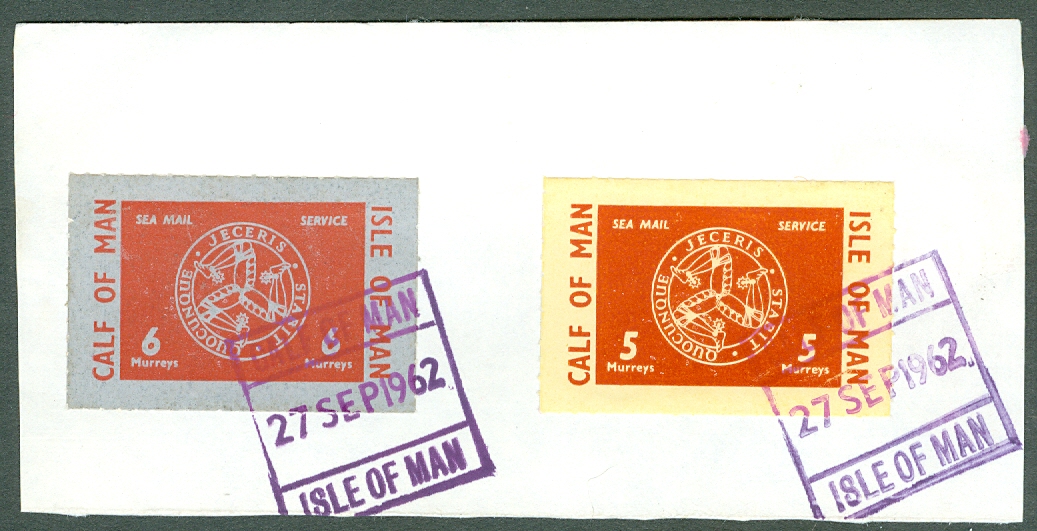 CALF OF MAN
SEA MAIL SERVICE
QUOCUNQUE · JECERIS · STABIT ·
6 6
Murreys Murreys
ISLE OF MAN
CALF OF MAN
27 SEP 1962
ISLE OF MAN
CALF OF MAN
SEA MAIL SERVICE
QUOCUNQUE · JECERIS · STABIT ·
5 5
Murreys Murreys
ISLE OF MAN
OF MAN
27 SEP 1962
ISLE OF MAN